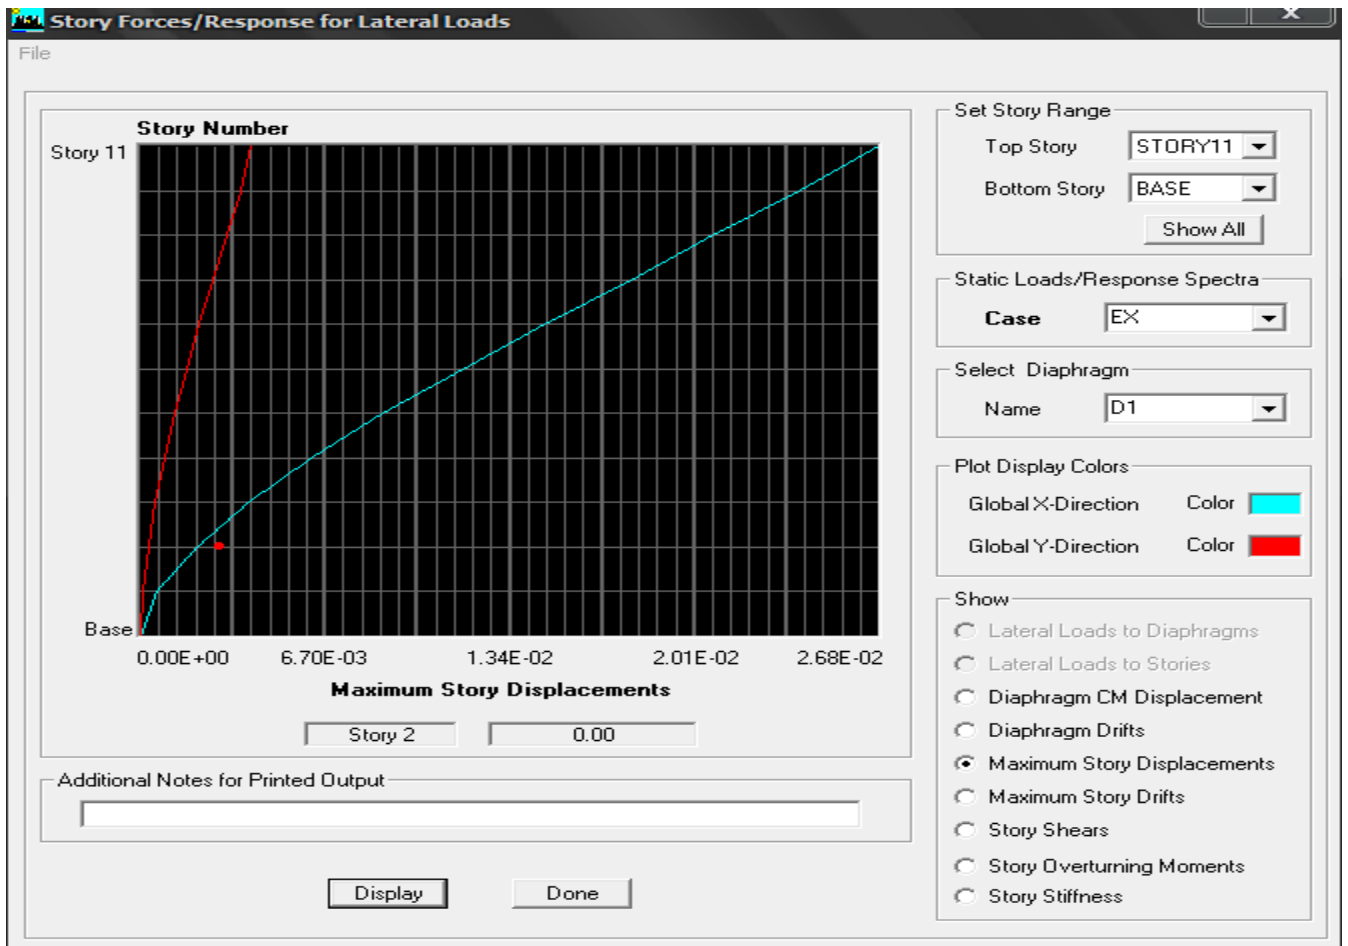 Story Forces/Response for Lateral Loads
File
Story Number
Story 11
Base
0.00E+00 6.70E-03 1.34E-02 2.01E-02 2.68E-02
Maximum Story Displacements
Story 2 0.00
Additional Notes for Printed Output
Display Done
Set Story Range
Top Story STORY11
Bottom Story BASE
Show All
Static Loads/Response Spectra
Case EX
Select Diaphragm
Name D1
Plot Display Colors
Global X-Direction Color
Global Y-Direction Color
Show
Lateral Loads to Diaphragms
Lateral Loads to Stories
Diaphragm CM Displacement
Diaphragm Drifts
Maximum Story Displacements
Maximum Story Drifts
Story Shears
Story Overturning Moments
Story Stiffness